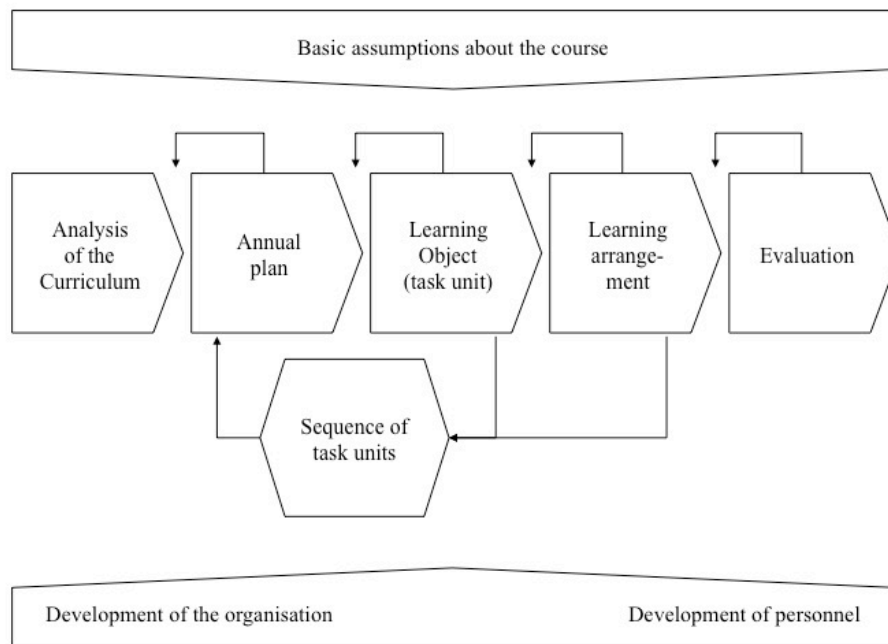 Basic assumptions about the course
Analysis
of the
Curriculum
Annual
plan
Learning
Object
(task unit)
Learning
arrange-
ment
Evaluation
Sequence of
task units
Development of the organisation
Development of personnel